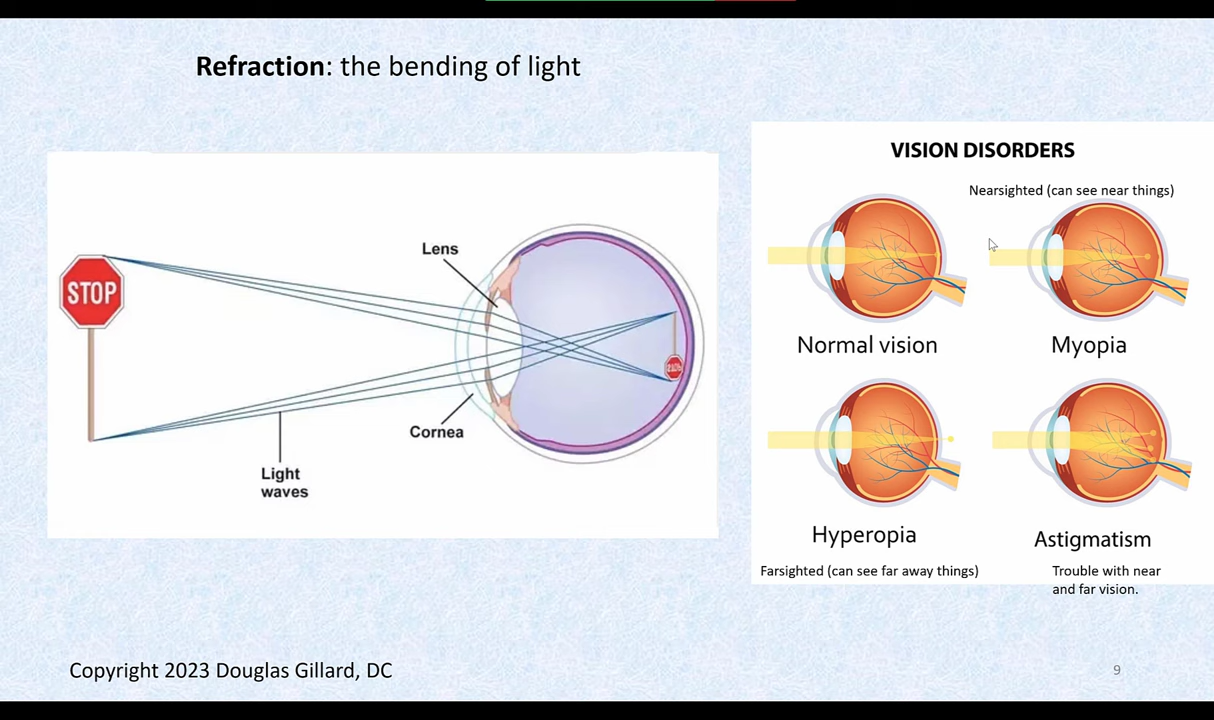 Refraction: the bending of light
STOP
Lens
Cornea
Light
waves
VISION DISORDERS
Nearsighted (can see near things)
Normal vision
Myopia
Hyperopia
Astigmatism
Farsighted (can see far away things)
Trouble with near
and far vision.
Copyright 2023 Douglas Gillard, DC
9